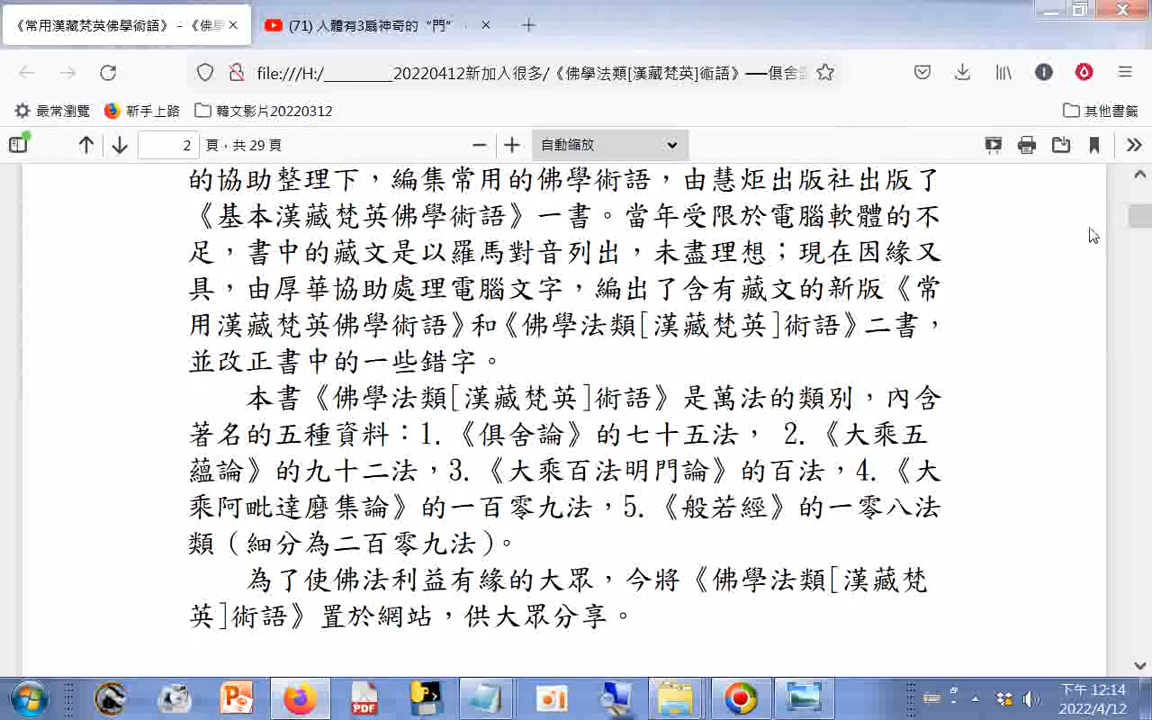 《常用漢藏梵英佛學術語》 - 《佛學
(71) 人體有3扇神奇的“門”
file:///H:/________20220412新加入很多/《佛學法類[漢藏梵英]術語》──俱舍
最常瀏覽 新手上路 韓文影片20220312 其他書籤
2 頁，共 29 頁 自動縮放
的協助整理下，編集常用的佛學術語，由慧炬出版社出版了
《基本漢藏梵英佛學術語》一書。當年受限於電腦軟體的不
足，書中的藏文是以羅馬對音列出，未盡理想；現在因緣又
具，由厚華協助處理電腦文字，編出了含有藏文的新版《常
用漢藏梵英佛學術語》和《佛學法類[漢藏梵英]術語》二書，
並改正書中的一些錯字。
本書《佛學法類[漢藏梵英]術語》是萬法的類別，內含
著名的五種資料：1.《俱舍論》的七十五法， 2.《大乘五
蘊論》的九十二法，3.《大乘百法明門論》的百法，4.《大
乘阿毗達磨集論》的一百零九法，5.《般若經》的一零八法
類（細分為二百零九法）。
為了使佛法利益有緣的大眾，今將《佛學法類[漢藏梵
英]術語》置於網站，供大眾分享。
PDF
下午 12:14
2022/4/12